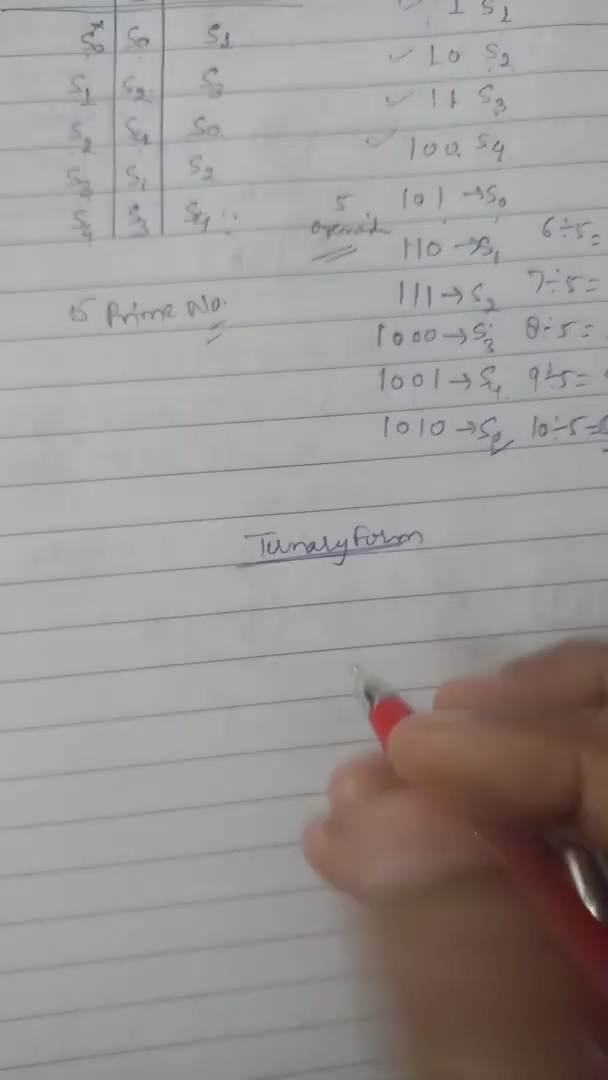 1 S1
S0 S0 S1
10 S2
S1 S2 S3
11 S3
S2 S4 S0
100. S4
S3 S1 S2
5 101 → S0
S4 S3 S4
110 → S1 6÷5=
111 → S2 7÷5=
5 Prime No.
1000 → S3 8÷5=
1001 → S4 9÷5=
1010 → S0 10÷5=
Ternary Form